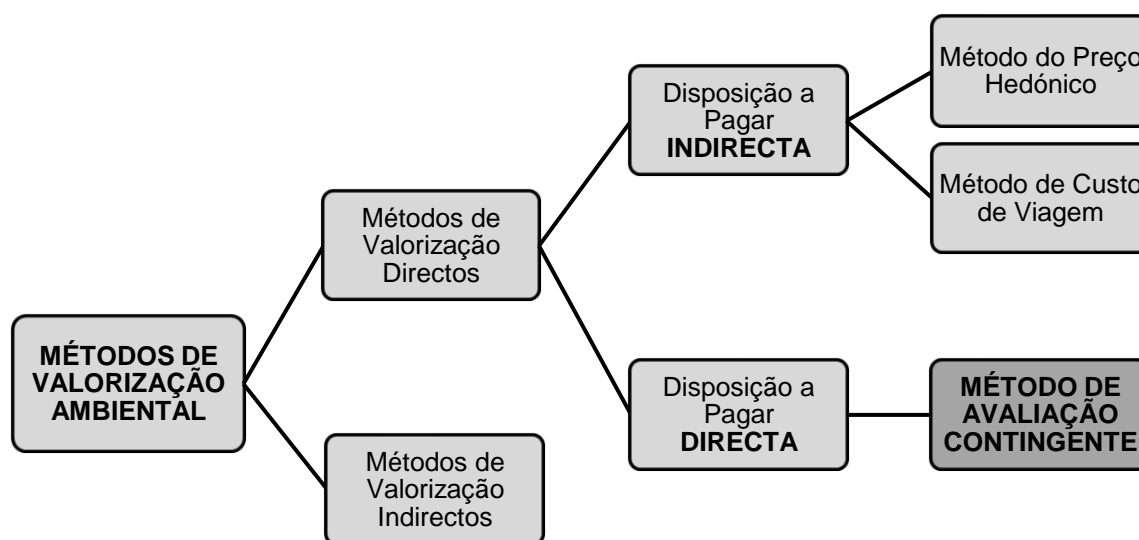 Método do Preço
Hedónico
Disposição a
Pagar
INDIRECTA
Método de Custo
de Viagem
Métodos de
Valorização
Directos
MÉTODOS DE
VALORIZAÇÃO
AMBIENTAL
Disposição a
Pagar
DIRECTA
MÉTODO DE
AVALIAÇÃO
CONTINGENTE
Métodos de
Valorização
Indirectos